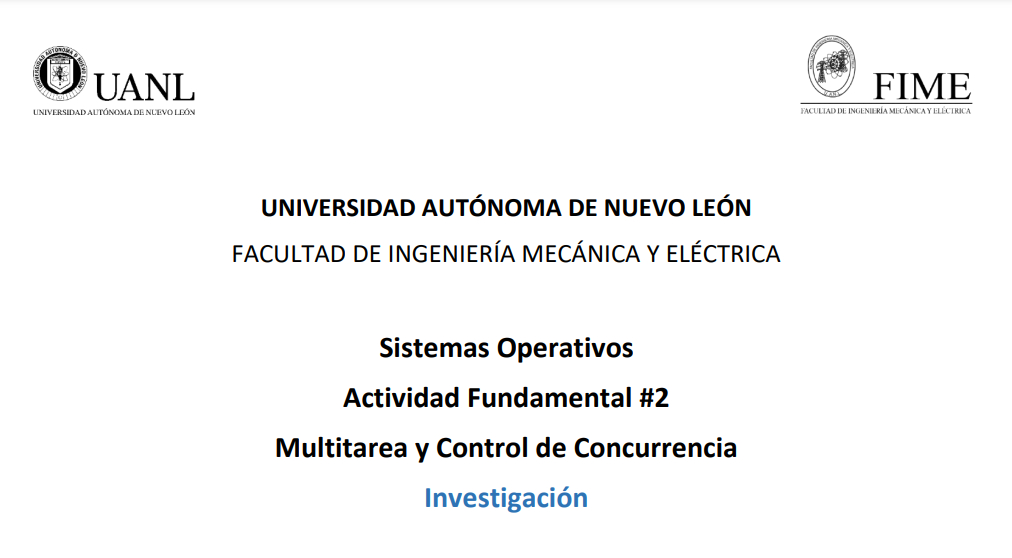 UANL
UNIVERSIDAD AUTÓNOMA DE NUEVO LEÓN
FIME
FACULTAD DE INGENIERÍA MECÁNICA Y ELÉCTRICA
UNIVERSIDAD AUTÓNOMA DE NUEVO LEÓN
FACULTAD DE INGENIERÍA MECÁNICA Y ELÉCTRICA
Sistemas Operativos
Actividad Fundamental #2
Multitarea y Control de Concurrencia
Investigación